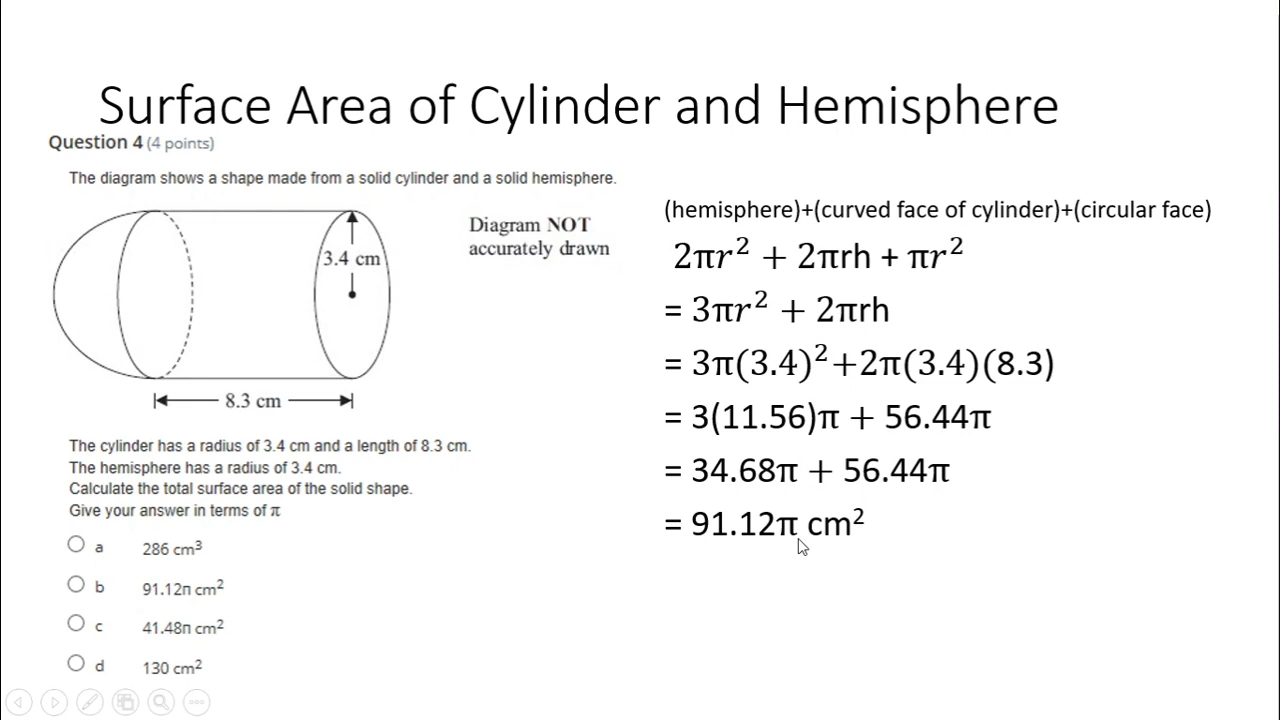 Surface Area of Cylinder and Hemisphere
Question 4 (4 points)
The diagram shows a shape made from a solid cylinder and a solid hemisphere.
Diagram NOT
accurately drawn
3.4 cm
8.3 cm
The cylinder has a radius of 3.4 cm and a length of 8.3 cm.
The hemisphere has a radius of 3.4 cm.
Calculate the total surface area of the solid shape.
Give your answer in terms of π
a 286 cm³
b 91.12π cm²
c 41.48π cm²
d 130 cm²
(hemisphere)+(curved face of cylinder)+(circular face)
2πr² + 2πrh + πr²
= 3πr² + 2πrh
= 3π(3.4)²+2π(3.4)(8.3)
= 3(11.56)π + 56.44π
= 34.68π + 56.44π
= 91.12π cm²